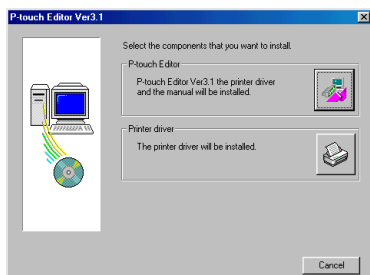 P-touch Editor Ver3.1
Select the components that you want to install.
P-touch Editor
P-touch Editor Ver3.1 the printer driver
and the manual will be installed.
Printer driver
The printer driver will be installed.
Cancel